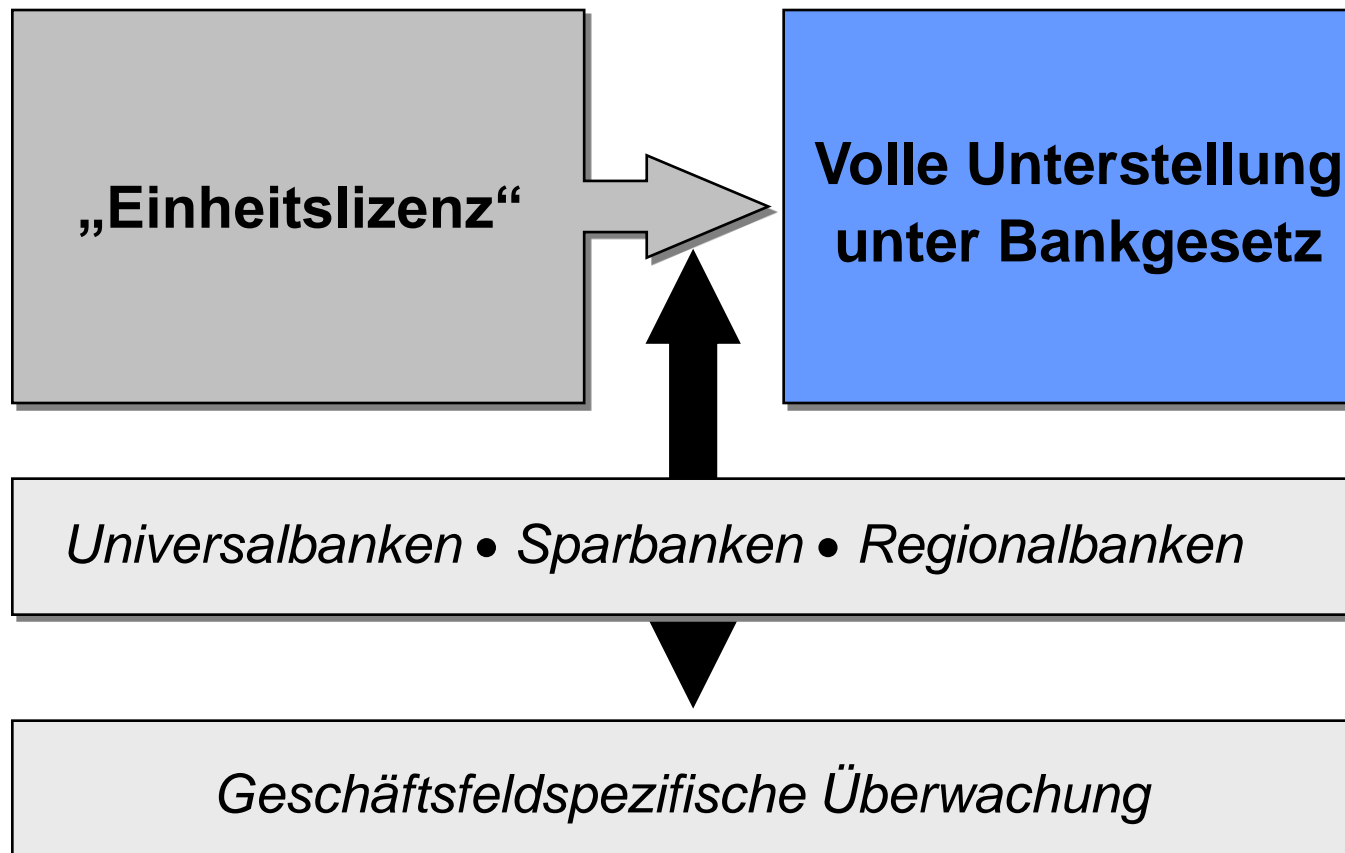 „Einheitslizenz“
Volle Unterstellung
unter Bankgesetz
Universalbanken • Sparbanken • Regionalbanken
Geschäftsfeldspezifische Überwachung